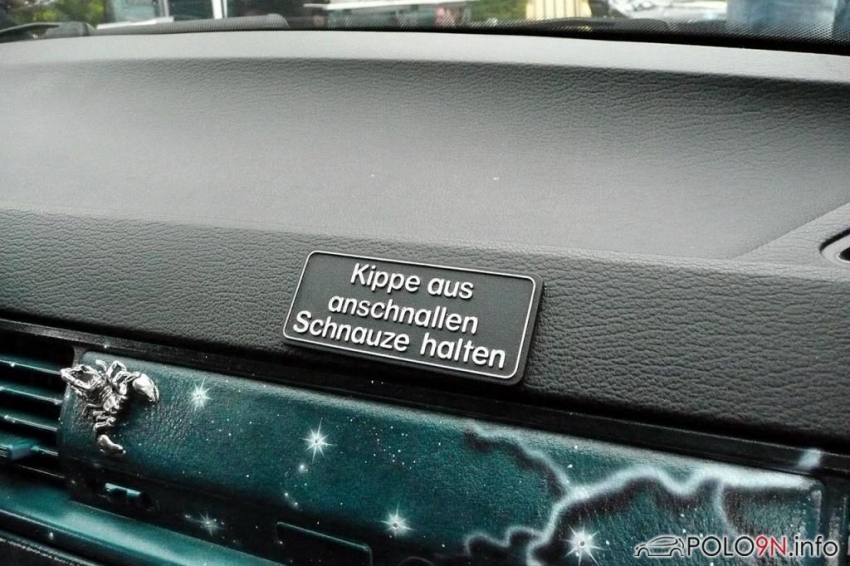 Kippe aus
anschnallen
Schnauze halten
POLO9N.info